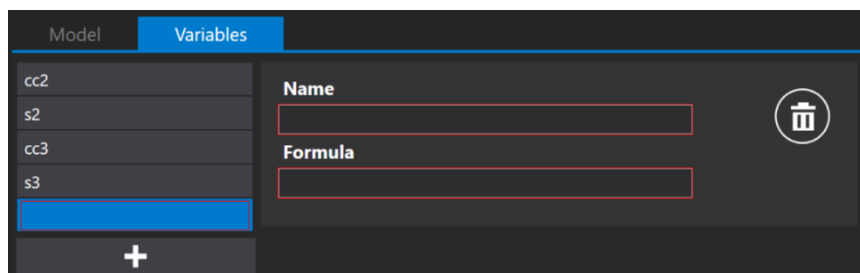 Model Variables
cc2
s2
cc3
s3
Name
Formula